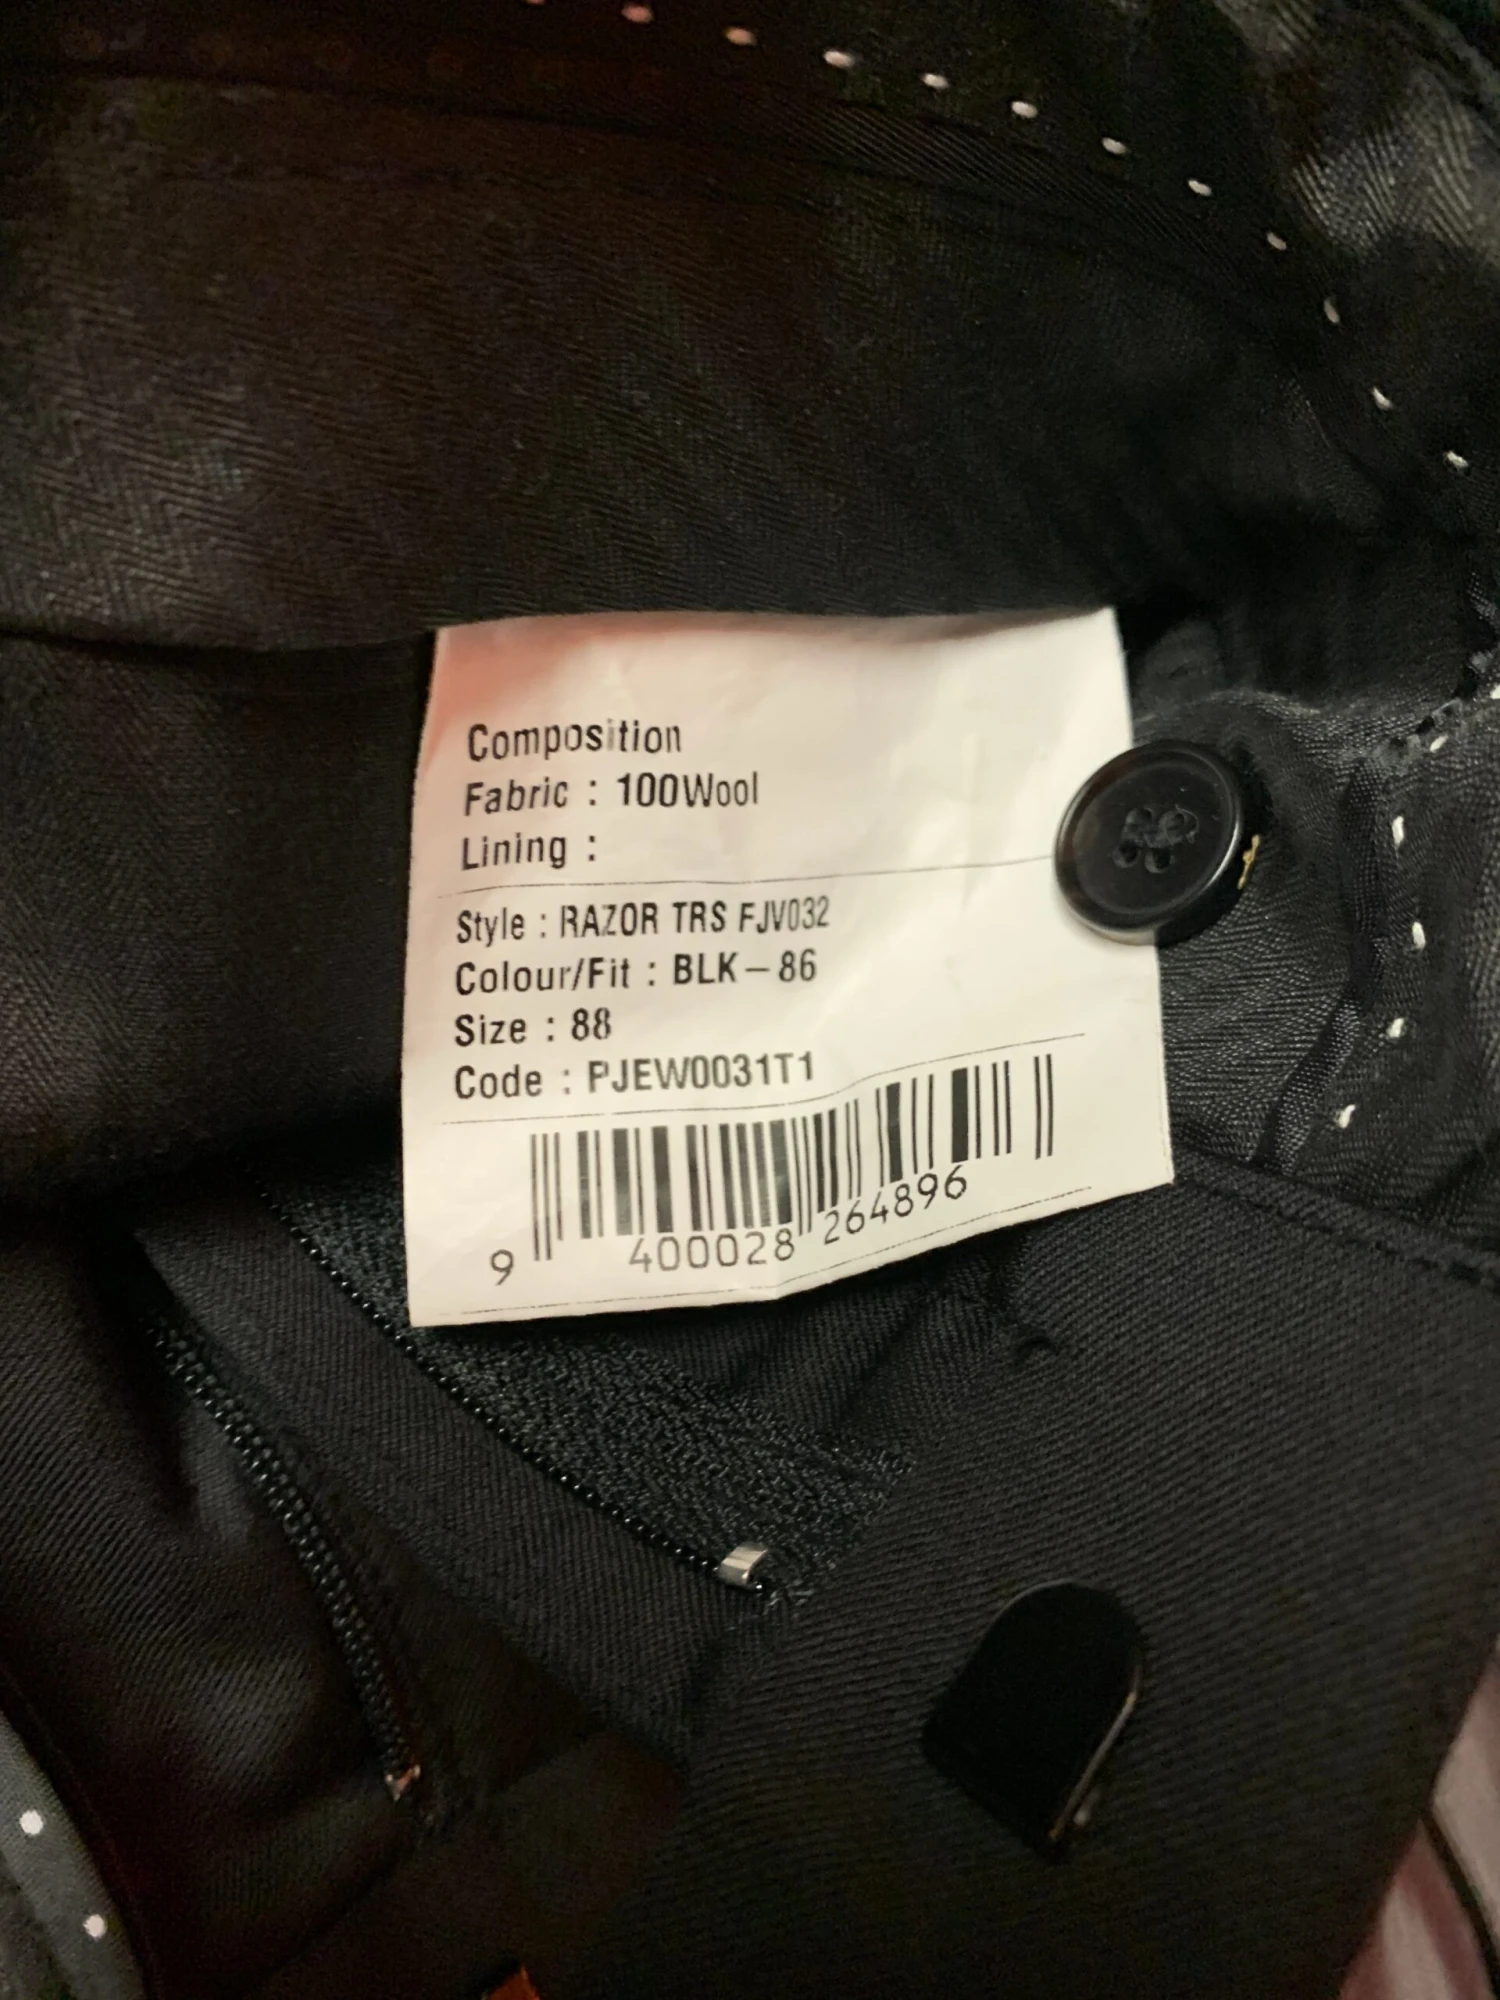 Composition
Fabric : 100Wool
Lining :
Style : RAZOR TRS FJV032
Colour/Fit : BLK – 86
Size : 88
Code : PJEW0031T1
9 400028 264896